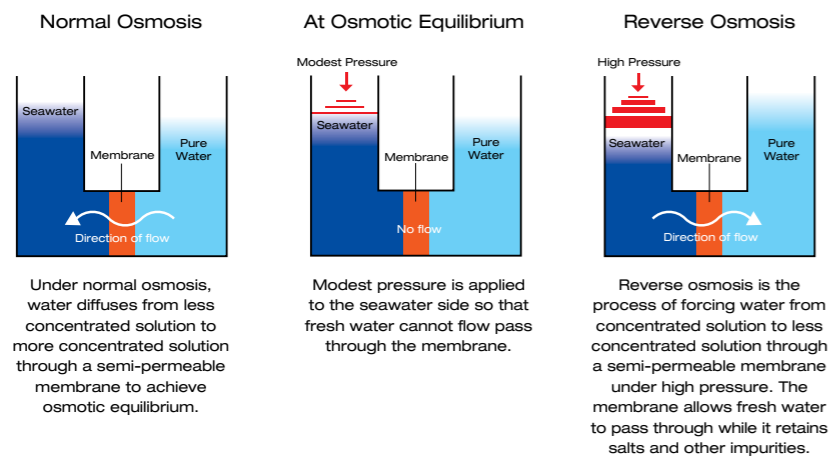 Normal Osmosis
Seawater
Pure
Water
Membrane
Direction of flow
Under normal osmosis,
water diffuses from less
concentrated solution to
more concentrated solution
through a semi-permeable
membrane to achieve
osmotic equilibrium.
At Osmotic Equilibrium
Modest Pressure
Seawater
Pure
Water
Membrane
No flow
Modest pressure is applied
to the seawater side so that
fresh water cannot flow pass
through the membrane.
Reverse Osmosis
High Pressure
Seawater
Pure
Water
Membrane
Direction of flow
Reverse osmosis is the
process of forcing water from
concentrated solution to less
concentrated solution through
a semi-permeable membrane
under high pressure. The
membrane allows fresh water
to pass through while it retains
salts and other impurities.